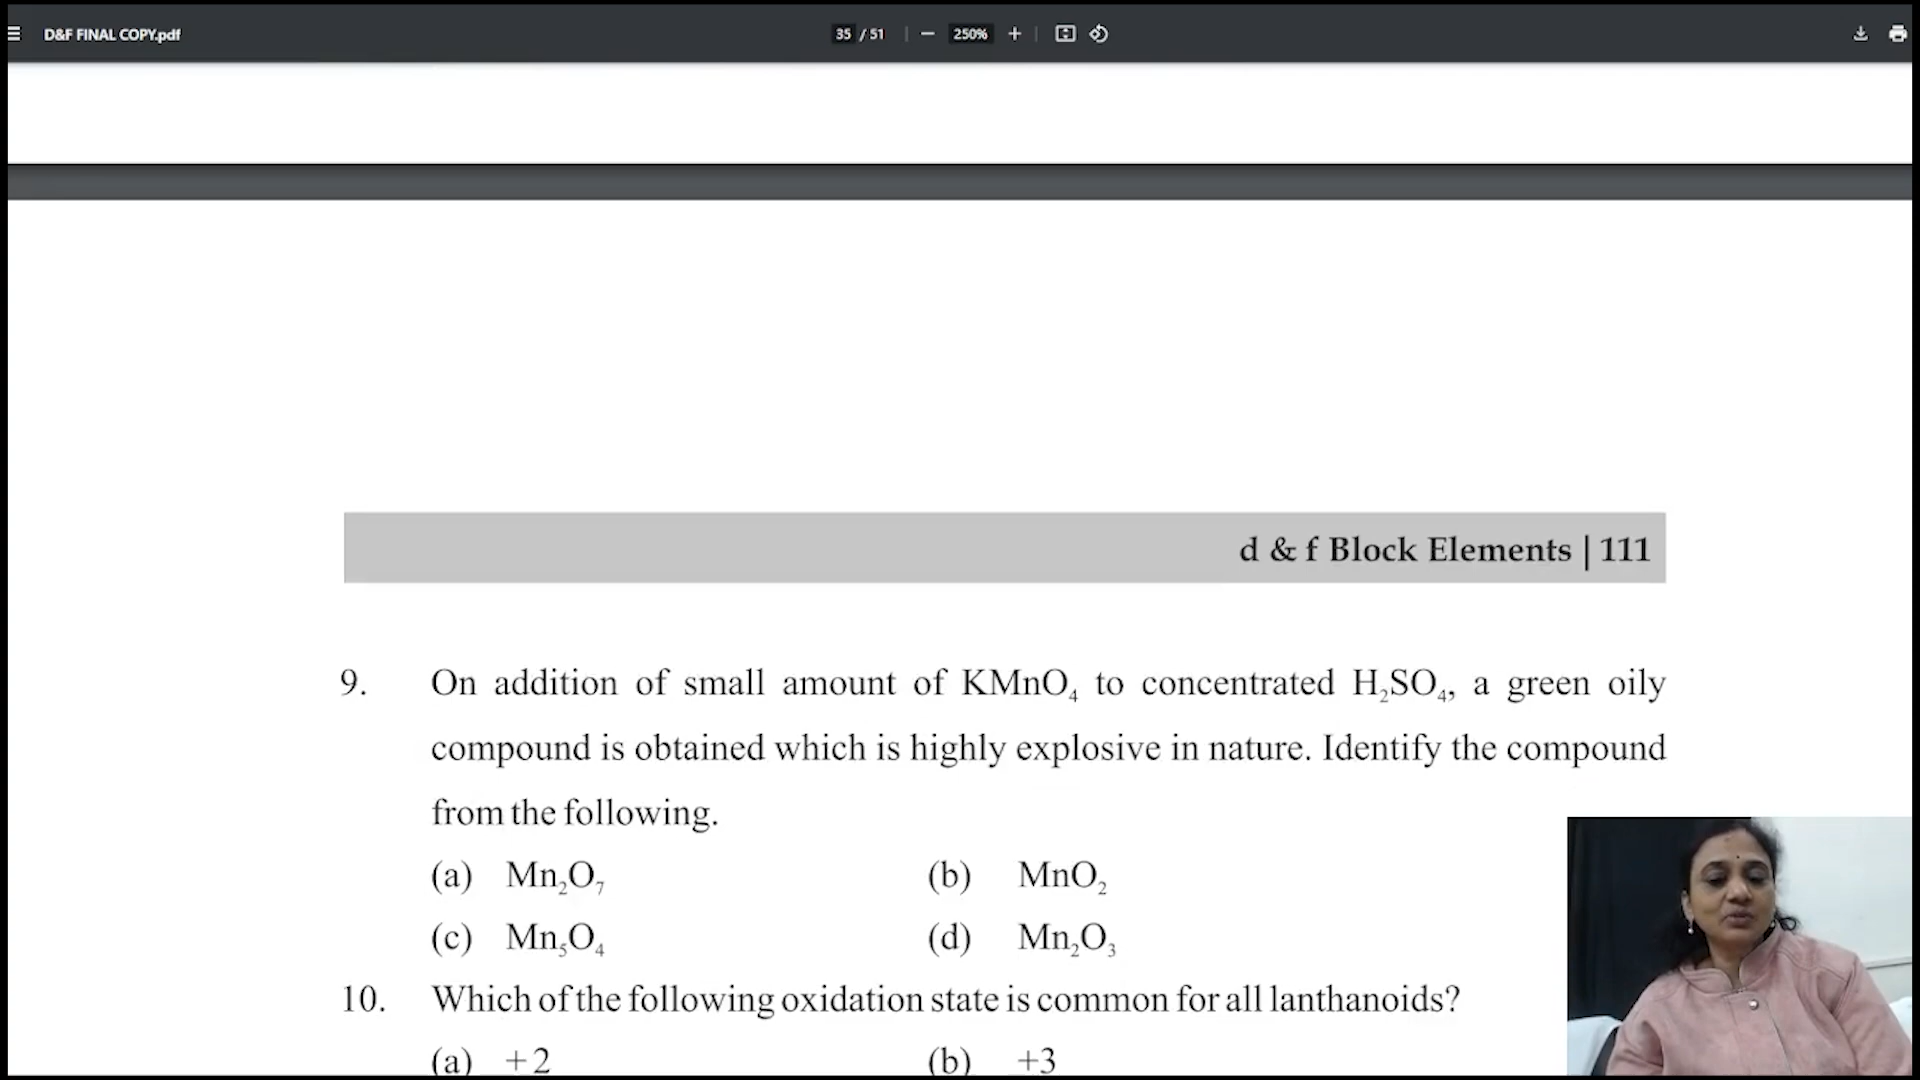 D&F FINAL COPY.pdf
35 / 51
250%
d & f Block Elements | 111
9. On addition of small amount of KMnO₄ to concentrated H₂SO₄, a green oily
compound is obtained which is highly explosive in nature. Identify the compound
from the following.
(a) Mn₂O₇ (b) MnO₂
(c) Mn₅O₄ (d) Mn₂O₃
10. Which of the following oxidation state is common for all lanthanoids?
(a) +2 (b) +3